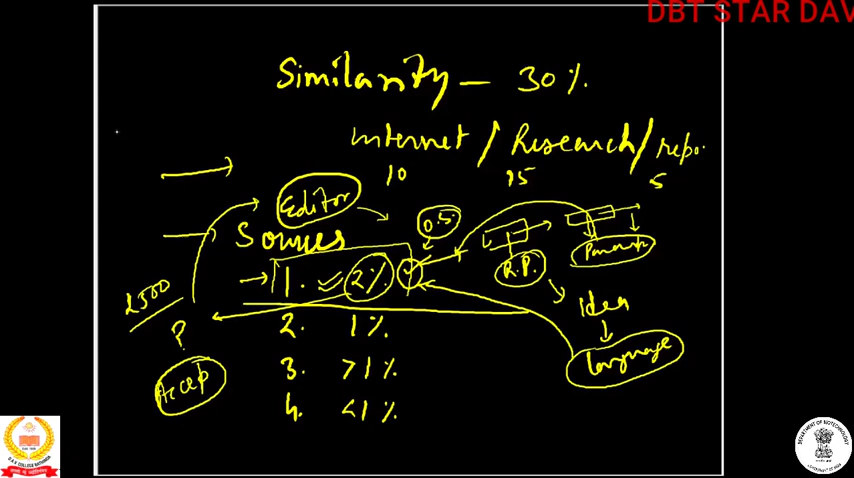 DBT STAR DAV
Similarity — 30%
Internet / Research / repo.
10 15 5
Editor
0.5
Sources
1. 2%
R.P.
2500
Idea
P
2. 1%
Language
Accep
3. >1%
4. <1%